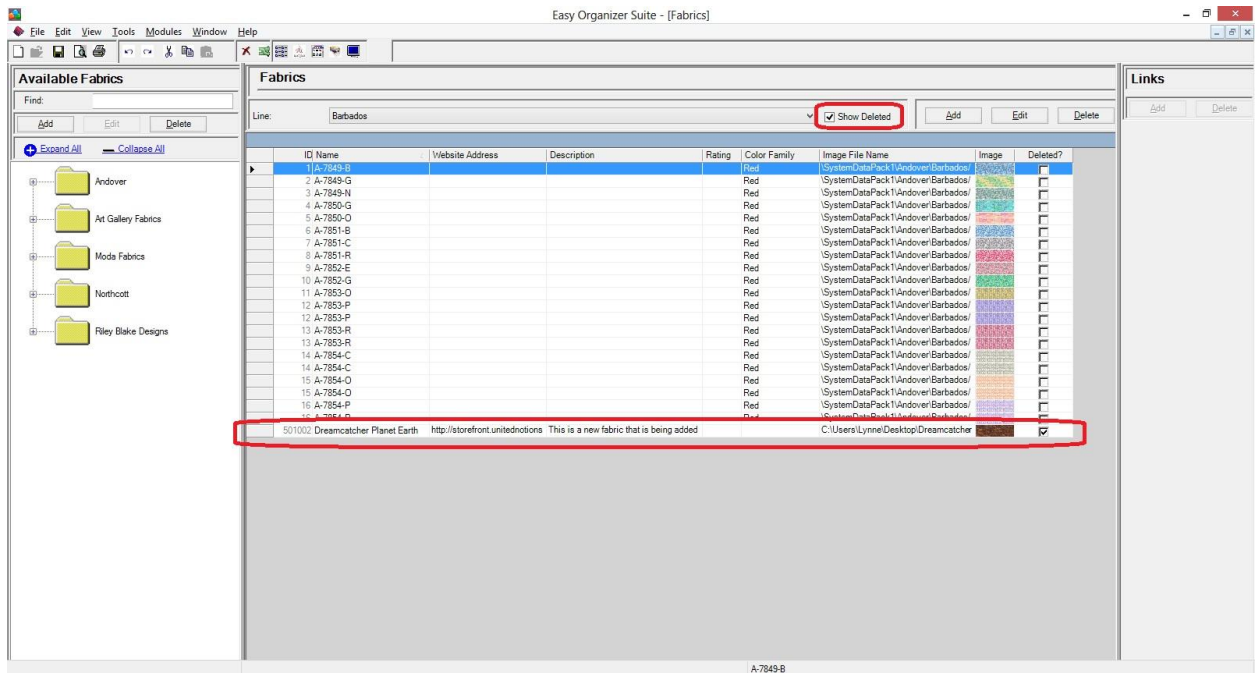 Easy Organizer Suite - [Fabrics]
File Edit View Tools Modules Window Help
Available Fabrics
Find:
Add Edit Delete
Expand All Collapse All
Andover
Art Gallery Fabrics
Moda Fabrics
Northcott
Riley Blake Designs
Fabrics
Line: Barbados Show Deleted Add Edit Delete
ID Name Website Address Description Rating Color Family Image File Name Image Deleted?
1 A-7849-B Red \SystemDataPack1\Andover\Barbados/
2 A-7849-G Red \SystemDataPack1\Andover\Barbados/
3 A-7849-N Red \SystemDataPack1\Andover\Barbados/
4 A-7850-G Red \SystemDataPack1\Andover\Barbados/
5 A-7850-O Red \SystemDataPack1\Andover\Barbados/
6 A-7851-B Red \SystemDataPack1\Andover\Barbados/
7 A-7851-C Red \SystemDataPack1\Andover\Barbados/
8 A-7851-R Red \SystemDataPack1\Andover\Barbados/
9 A-7852-E Red \SystemDataPack1\Andover\Barbados/
10 A-7852-G Red \SystemDataPack1\Andover\Barbados/
11 A-7853-O Red \SystemDataPack1\Andover\Barbados/
12 A-7853-P Red \SystemDataPack1\Andover\Barbados/
12 A-7853-P Red \SystemDataPack1\Andover\Barbados/
13 A-7853-R Red \SystemDataPack1\Andover\Barbados/
13 A-7853-R Red \SystemDataPack1\Andover\Barbados/
14 A-7854-C Red \SystemDataPack1\Andover\Barbados/
14 A-7854-C Red \SystemDataPack1\Andover\Barbados/
15 A-7854-O Red \SystemDataPack1\Andover\Barbados/
15 A-7854-O Red \SystemDataPack1\Andover\Barbados/
16 A-7854-P Red \SystemDataPack1\Andover\Barbados/
16 A-7854-P Red \SystemDataPack1\Andover\Barbados/
501002 Dreamcatcher Planet Earth http://storefront.unitednotions This is a new fabric that is being added C:\Users\Lynne\Desktop\Dreamcatcher
Links
Add Delete
A-7849-B